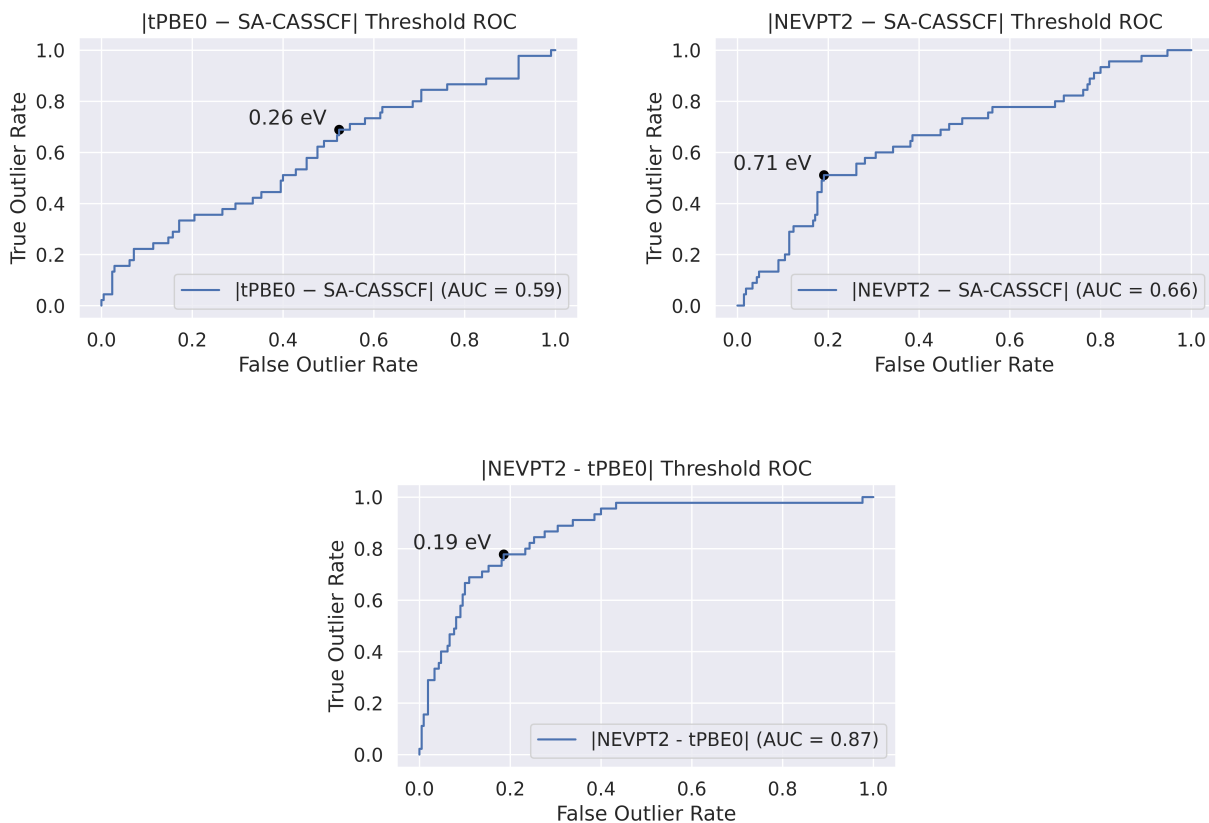 |tPBE0 − SA-CASSCF| Threshold ROC
True Outlier Rate
1.0
0.8
0.6
0.4
0.2
0.0
0.26 eV
|tPBE0 − SA-CASSCF| (AUC = 0.59)
0.0 0.2 0.4 0.6 0.8 1.0
False Outlier Rate
|NEVPT2 − SA-CASSCF| Threshold ROC
True Outlier Rate
1.0
0.8
0.6
0.4
0.2
0.0
0.71 eV
|NEVPT2 − SA-CASSCF| (AUC = 0.66)
0.0 0.2 0.4 0.6 0.8 1.0
False Outlier Rate
|NEVPT2 - tPBE0| Threshold ROC
True Outlier Rate
1.0
0.8
0.6
0.4
0.2
0.0
0.19 eV
|NEVPT2 - tPBE0| (AUC = 0.87)
0.0 0.2 0.4 0.6 0.8 1.0
False Outlier Rate